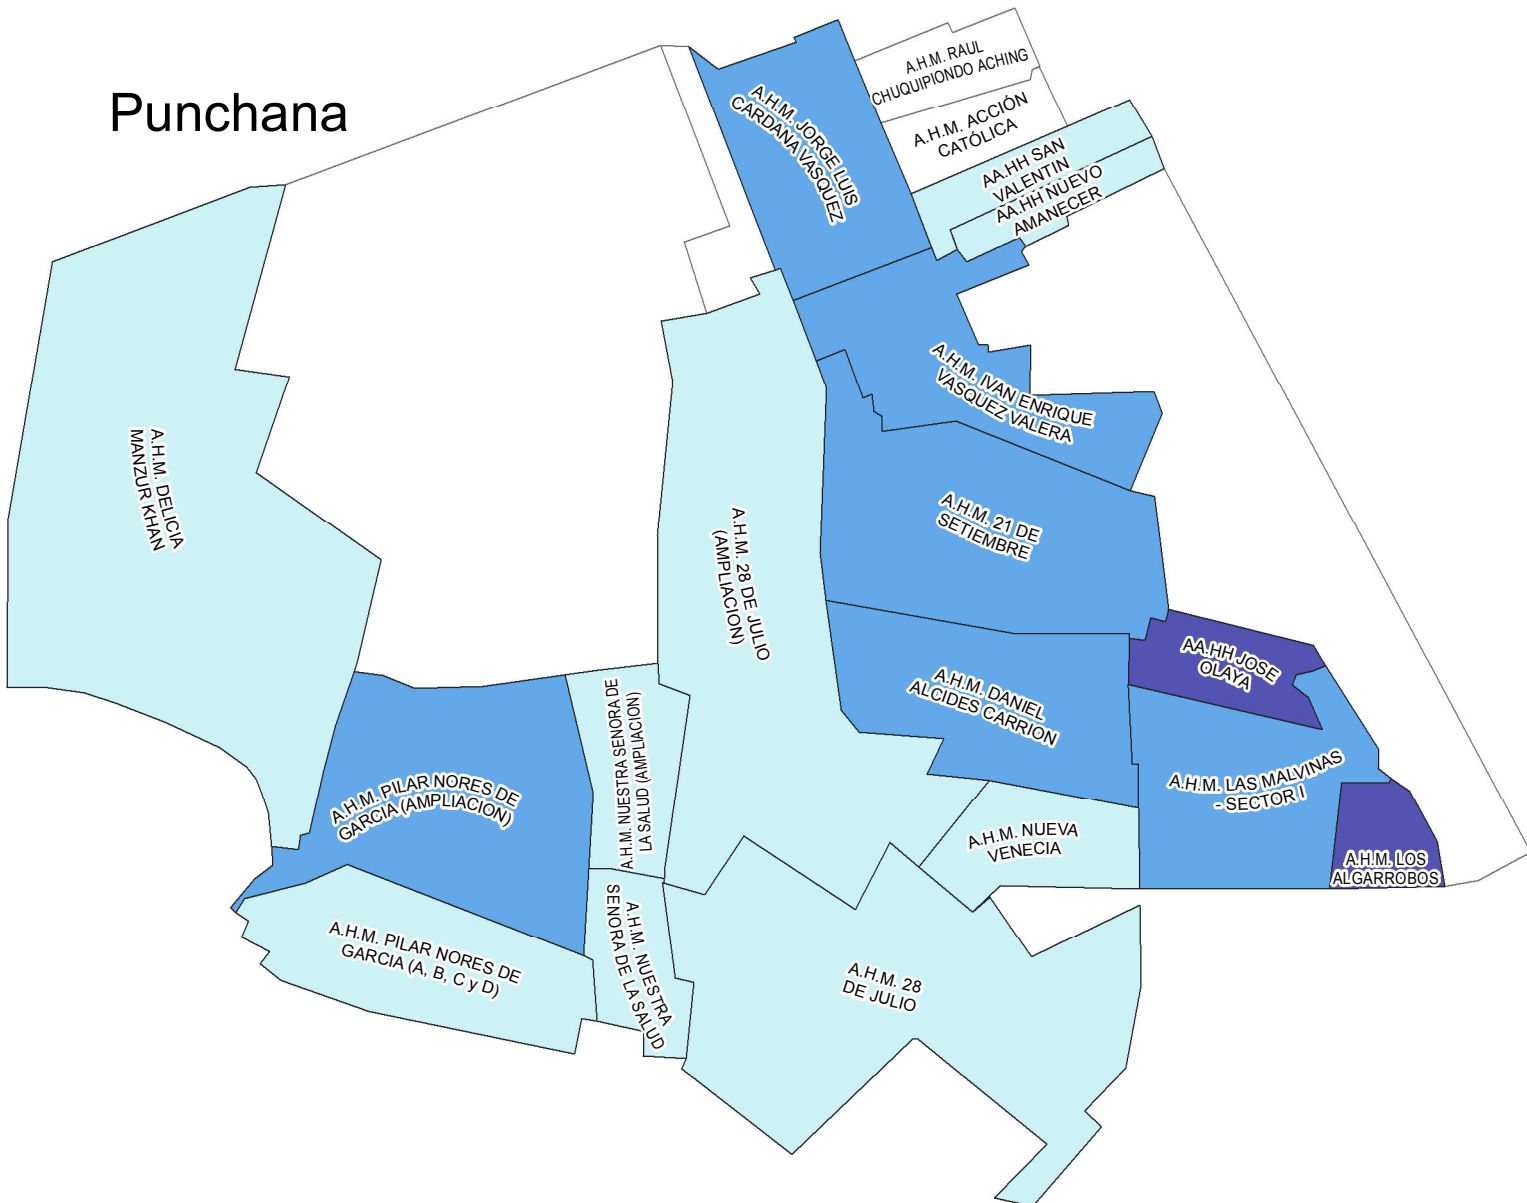 Punchana
A.H.M. RAUL
CHUQUIPIONDO ACHING
A.H.M. ACCIÓN
CATÓLICA
A.H.M. JORGE LUIS
CARDANA VASQUEZ
AA.HH SAN
VALENTIN
AA.HH NUEVO
AMANECER
A.H.M. IVAN ENRIQUE
VASQUEZ VALERA
A.H.M. DELICIA
MANZUR KHAN
A.H.M. 28 DE JULIO
(AMPLIACION)
A.H.M. 21 DE
SETIEMBRE
AA.HH JOSE
OLAYA
A.H.M. DANIEL
ALCIDES CARRION
A.H.M. NUESTRA SENORA DE
LA SALUD (AMPLIACION)
A.H.M. PILAR NORES DE
GARCIA (AMPLIACION)
A.H.M. LAS MALVINAS
- SECTOR I
A.H.M. NUEVA
VENECIA
A.H.M. LOS
ALGARROBOS
A.H.M. PILAR NORES DE
GARCIA (A, B, C y D)
A.H.M. NUESTRA
SENORA DE LA SALUD
A.H.M. 28
DE JULIO